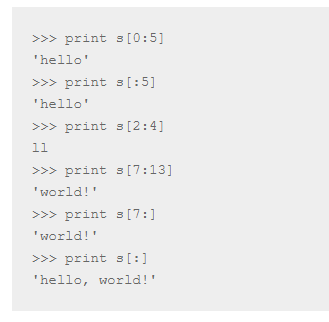 >>> print s[0:5]
'hello'
>>> print s[:5]
'hello'
>>> print s[2:4]
ll
>>> print s[7:13]
'world!'
>>> print s[7:]
'world!'
>>> print s[:]
'hello, world!'